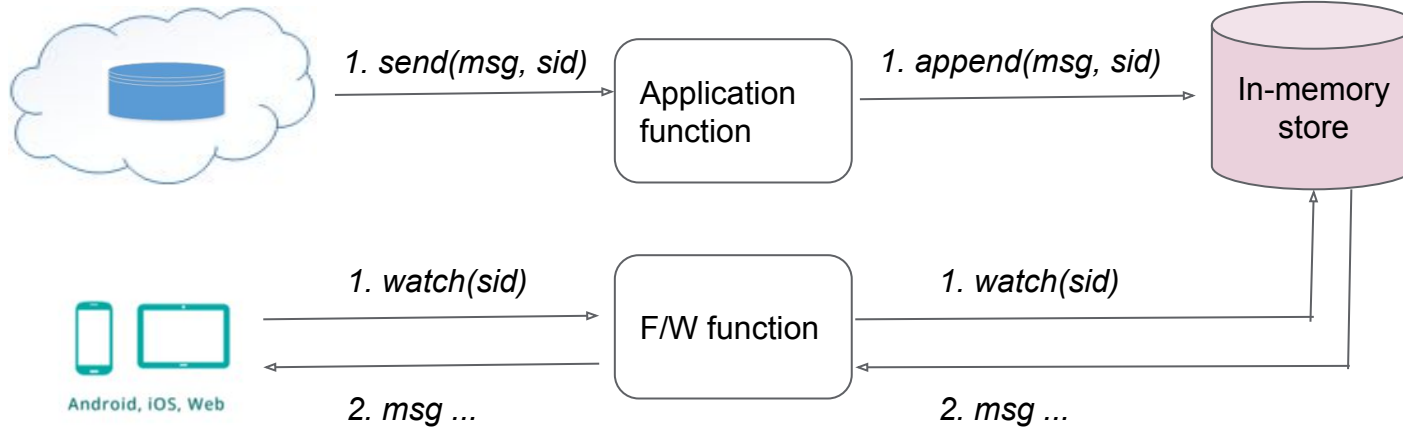 1. send(msg, sid)
Application
function
1. append(msg, sid)
In-memory
store
1. watch(sid)
F/W function
1. watch(sid)
Android, iOS, Web
2. msg ...
2. msg ...